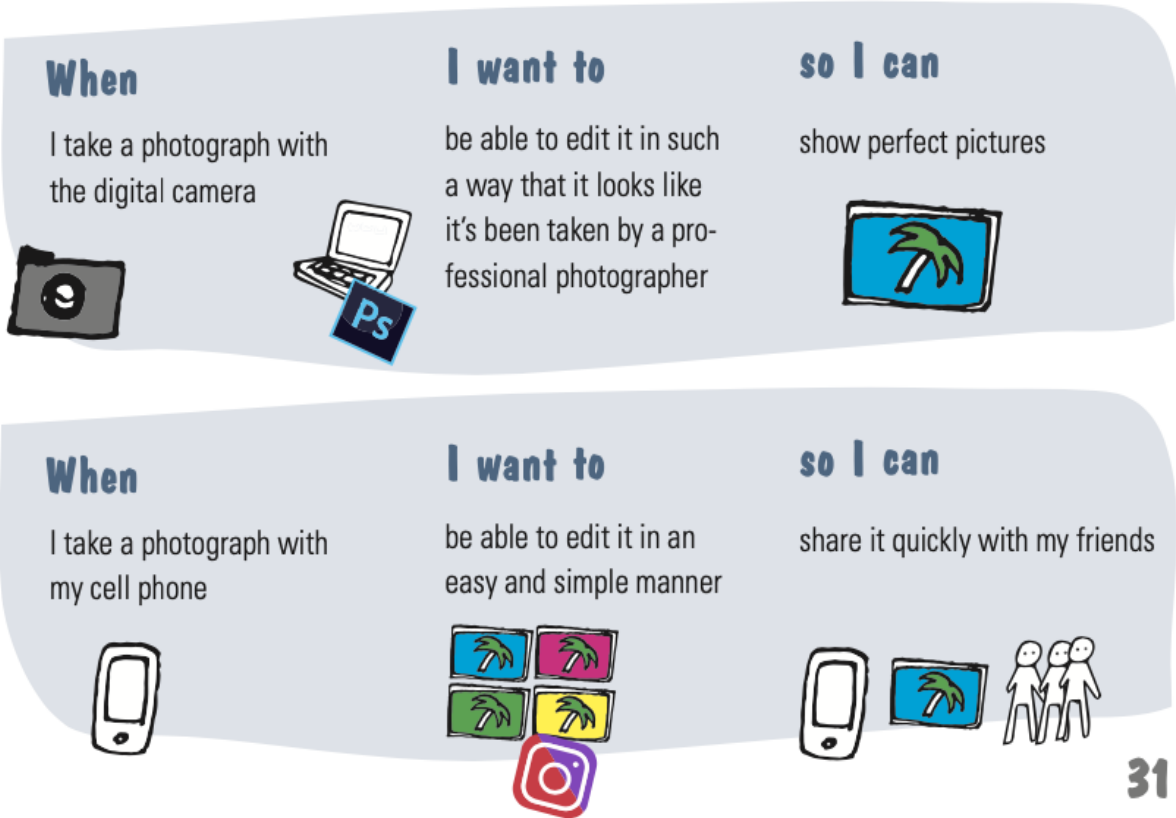 When
I take a photograph with
the digital camera
I want to
be able to edit it in such
a way that it looks like
it's been taken by a pro-
fessional photographer
so I can
show perfect pictures
Ps
When
I take a photograph with
my cell phone
I want to
be able to edit it in an
easy and simple manner
so I can
share it quickly with my friends
31